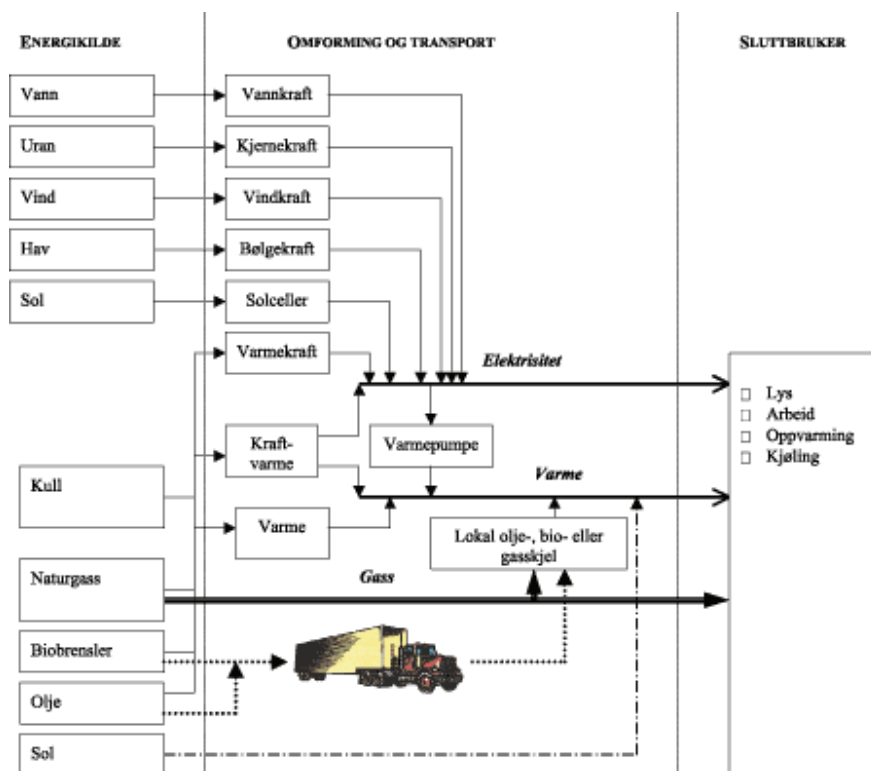 ENERGIKILDE
OMFORMING OG TRANSPORT
SLUTTBRUKER
Vann
Vannkraft
Uran
Kjernekraft
Vind
Vindkraft
Hav
Bølgekraft
Sol
Solceller
Varmekraft
Elektrisitet
Lys
Arbeid
Oppvarming
Kjøling
Kraft-
varme
Varmepumpe
Kull
Varme
Varme
Lokal olje-, bio- eller
gasskjel
Naturgass
Gass
Biobrensler
Olje
Sol